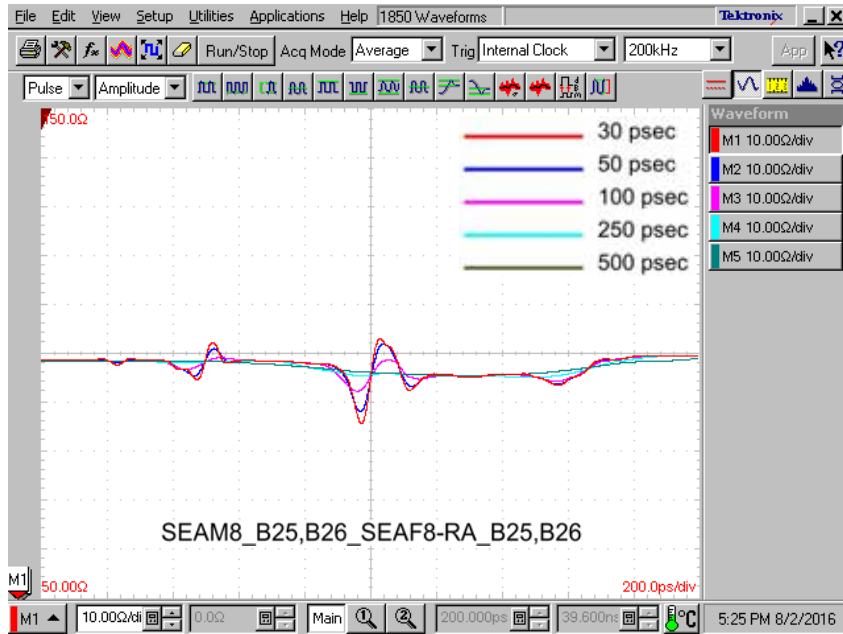 File Edit View Setup Utilities Applications Help 1850 Waveforms Tektronix
Run/Stop Acq Mode Average Trig Internal Clock 200kHz App
Pulse Amplitude
150.0Ω
30 psec
50 psec
100 psec
250 psec
500 psec
Waveform
M1 10.00Ω/div
M2 10.00Ω/div
M3 10.00Ω/div
M4 10.00Ω/div
M5 10.00Ω/div
SEAM8_B25,B26_SEAF8-RA_B25,B26
M1
50.00Ω 200.0ps/div
M1 10.00Ω/di 0.0Ω Main 200.000ps 39.600ns °C 5:25 PM 8/2/2016